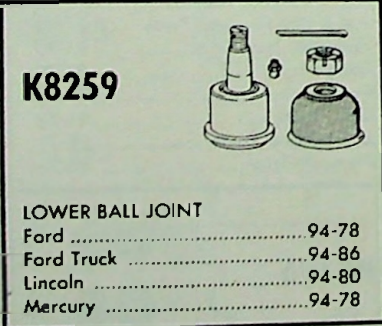 K8259
LOWER BALL JOINT
Ford ........................................ 94-78
Ford Truck .............................. 94-86
Lincoln .................................... 94-80
Mercury .................................. 94-78